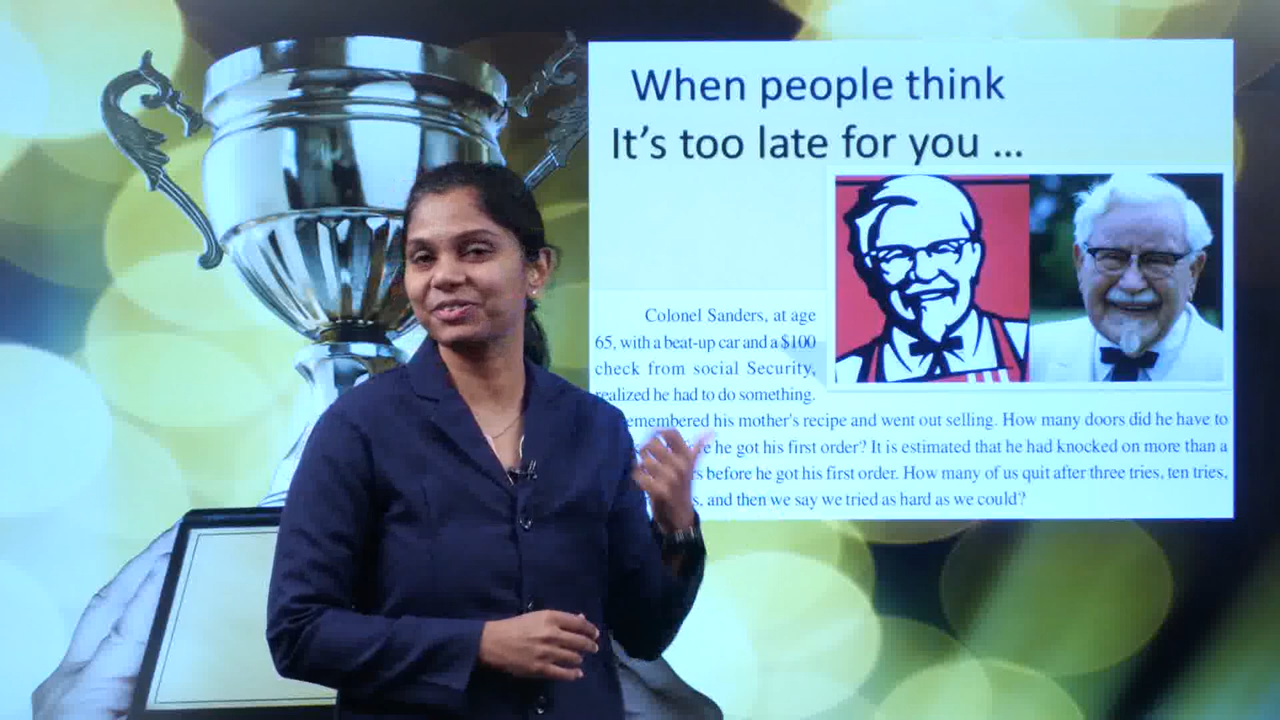 When people think
It's too late for you ...
Colonel Sanders, at age
65, with a beat-up car and a $100
check from social Security,
realized he had to do something.
emembered his mother's recipe and went out selling. How many doors did he have to
he got his first order? It is estimated that he had knocked on more than a
before he got his first order. How many of us quit after three tries, ten tries,
and then we say we tried as hard as we could?